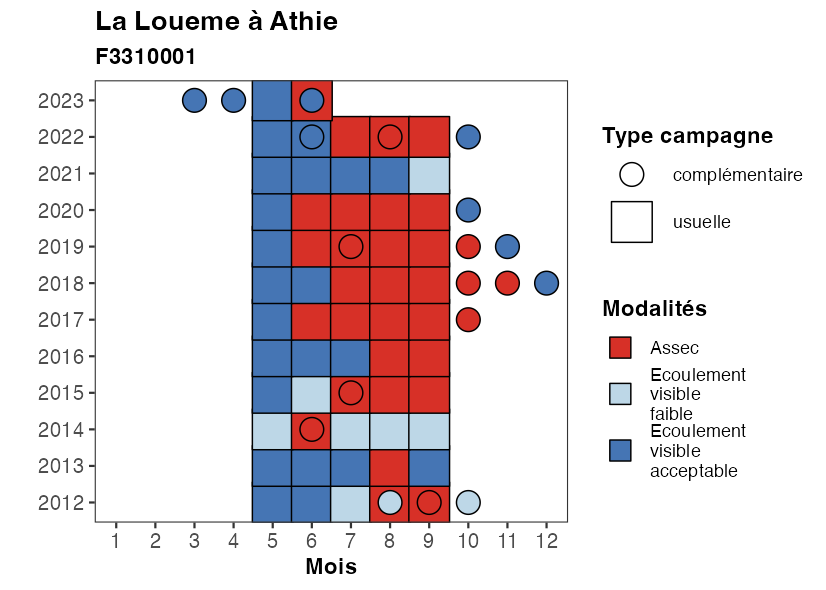 La Loueme à Athie
F3310001
2023
2022
2021
2020
2019
2018
2017
2016
2015
2014
2013
2012
1 2 3 4 5 6 7 8 9 10 11 12
Mois
Type campagne
complémentaire
usuelle
Modalités
Assec
Ecoulement
visible
faible
Ecoulement
visible
acceptable